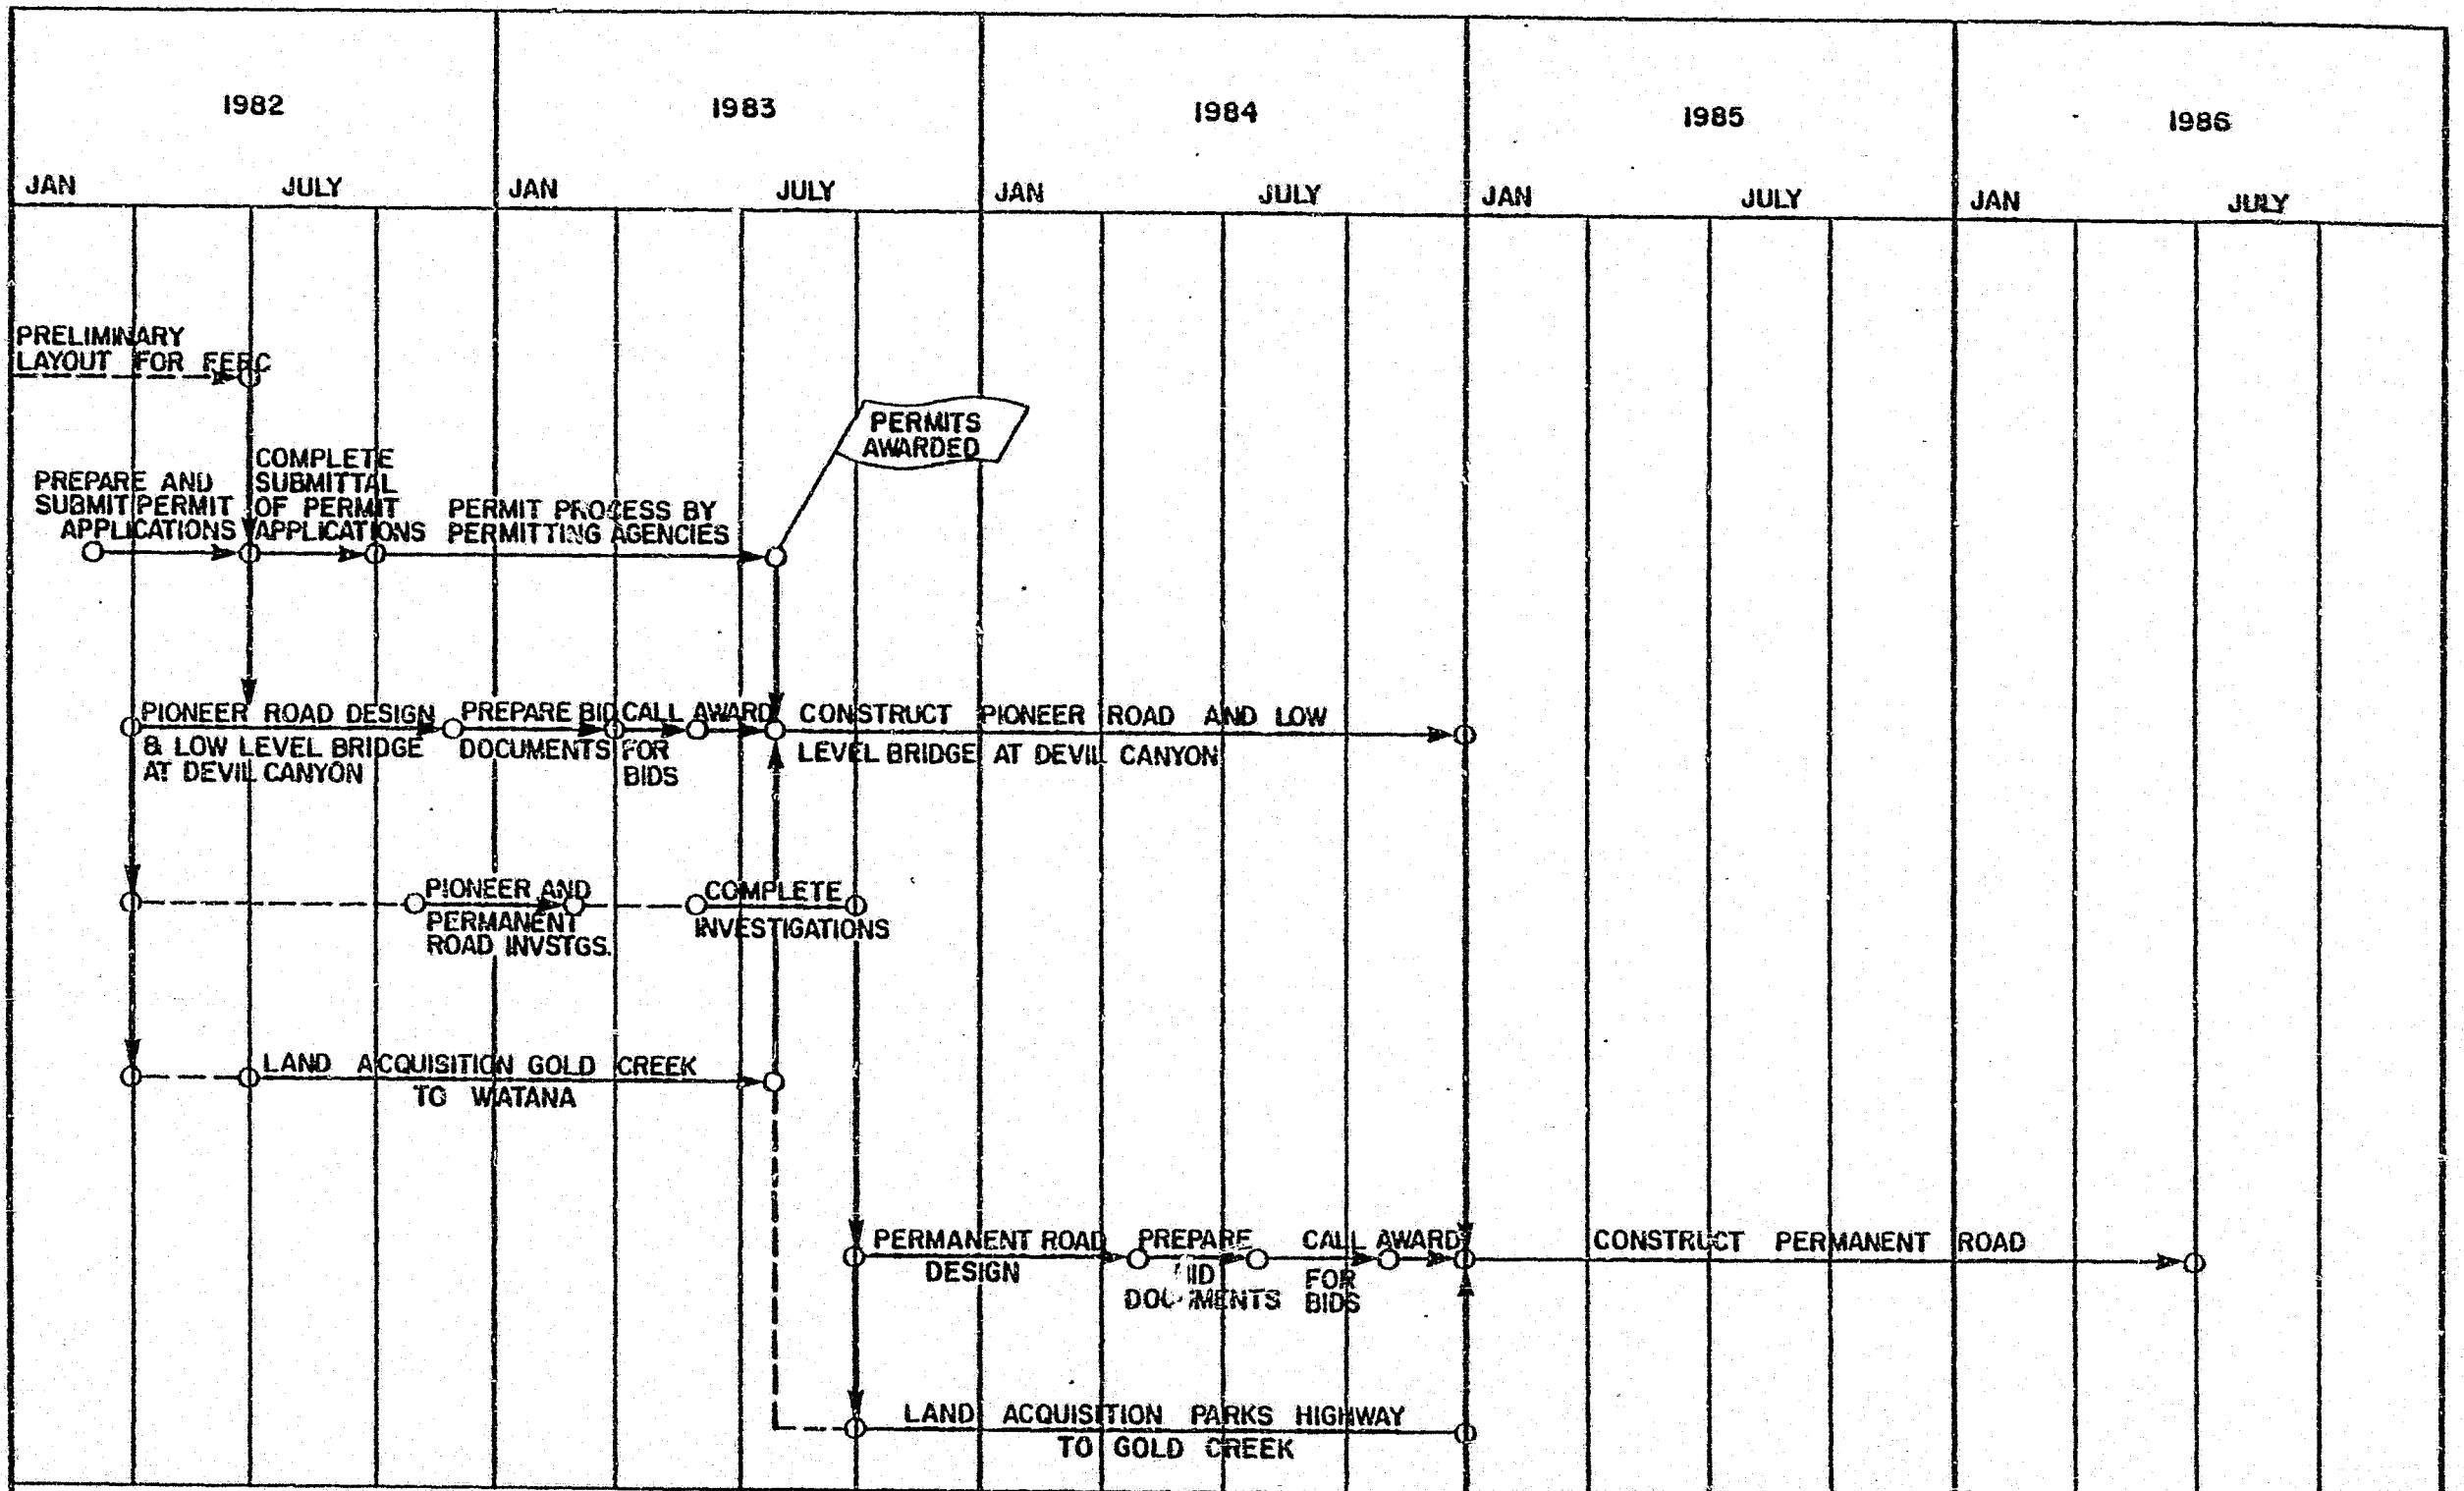 1982
1983
1984
1985
1986
JAN
JULY
JAN
JULY
JAN
JULY
JAN
JULY
JAN
JULY
PRELIMINARY
LAYOUT FOR FERC
PERMITS
AWARDED
PREPARE AND
SUBMIT PERMIT
APPLICATIONS
COMPLETE
SUBMITTAL
OF PERMIT
APPLICATIONS
PERMIT PROCESS BY
PERMITTING AGENCIES
PIONEER ROAD DESIGN
& LOW LEVEL BRIDGE
AT DEVIL CANYON
PREPARE BID
DOCUMENTS
CALL
FOR
BIDS
AWARD
CONSTRUCT PIONEER ROAD AND LOW
LEVEL BRIDGE AT DEVIL CANYON
PIONEER AND
PERMANENT
ROAD INVSTGS.
COMPLETE
INVESTIGATIONS
LAND ACQUISITION GOLD CREEK
TO WATANA
PERMANENT ROAD
DESIGN
PREPARE
BID
DOCUMENTS
CALL
FOR
BIDS
AWARD
CONSTRUCT PERMANENT ROAD
LAND ACQUISITION PARKS HIGHWAY
TO GOLD CREEK